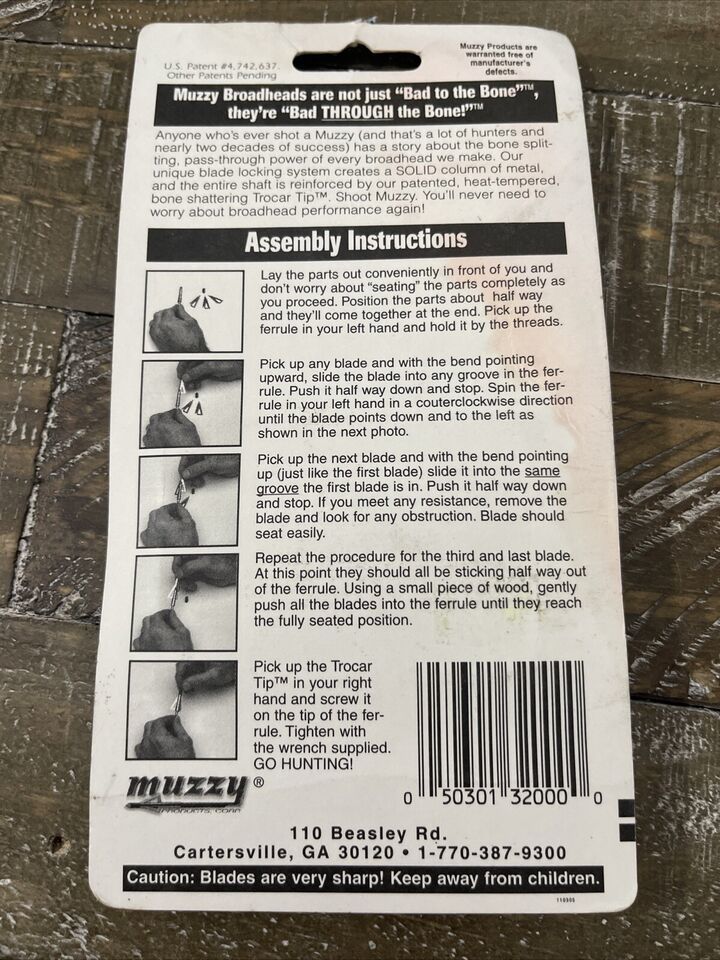 U.S. Patent #4,742,637.
Other Patents Pending
Muzzy Products are
warranted free of
manufacturer's
defects.
Muzzy Broadheads are not just "Bad to the Bone"™,
they're "Bad THROUGH the Bone!"™
Anyone who's ever shot a Muzzy (and that's a lot of hunters and
nearly two decades of success) has a story about the bone split-
ting, pass-through power of every broadhead we make. Our
unique blade locking system creates a SOLID column of metal,
and the entire shaft is reinforced by our patented, heat-tempered,
bone shattering Trocar Tip™. Shoot Muzzy. You'll never need to
worry about broadhead performance again!
Assembly Instructions
Lay the parts out conveniently in front of you and
don't worry about "seating" the parts completely as
you proceed. Position the parts about half way
and they'll come together at the end. Pick up the
ferrule in your left hand and hold it by the threads.
Pick up any blade and with the bend pointing
upward, slide the blade into any groove in the fer-
rule. Push it half way down and stop. Spin the fer-
rule in your left hand in a couterclockwise direction
until the blade points down and to the left as
shown in the next photo.
Pick up the next blade and with the bend pointing
up (just like the first blade) slide it into the same
groove the first blade is in. Push it half way down
and stop. If you meet any resistance, remove the
blade and look for any obstruction. Blade should
seat easily.
Repeat the procedure for the third and last blade.
At this point they should all be sticking half way out
of the ferrule. Using a small piece of wood, gently
push all the blades into the ferrule until they reach
the fully seated position.
Pick up the Trocar
Tip™ in your right
hand and screw it
on the tip of the fer-
rule. Tighten with
the wrench supplied.
GO HUNTING!
muzzy®
PRODUCTS, CORP.
0 50301 32000 0
110 Beasley Rd.
Cartersville, GA 30120 • 1-770-387-9300
Caution: Blades are very sharp! Keep away from children.